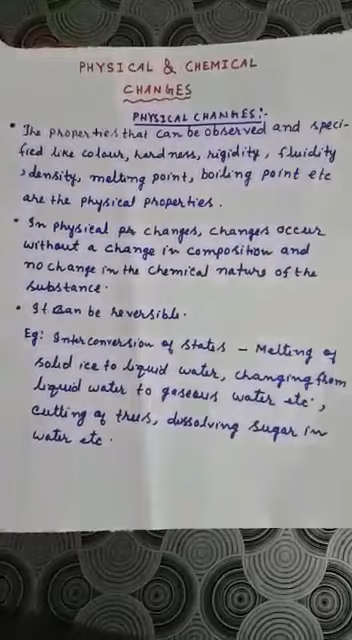 PHYSICAL & CHEMICAL
CHANGES
PHYSICAL CHANGES:-
• The properties that can be observed and speci-
fied like colour, hardness, rigidity, fluidity
, density, melting point, boiling point etc
are the physical properties.
• In physical changes, changes occur
without a change in composition and
no change in the chemical nature of the
substance.
• It can be reversible.
Eg: Interconversion of states - Melting of
solid ice to liquid water, changing from
liquid water to gaseous water etc.,
cutting of trees, dissolving sugar in
water etc.